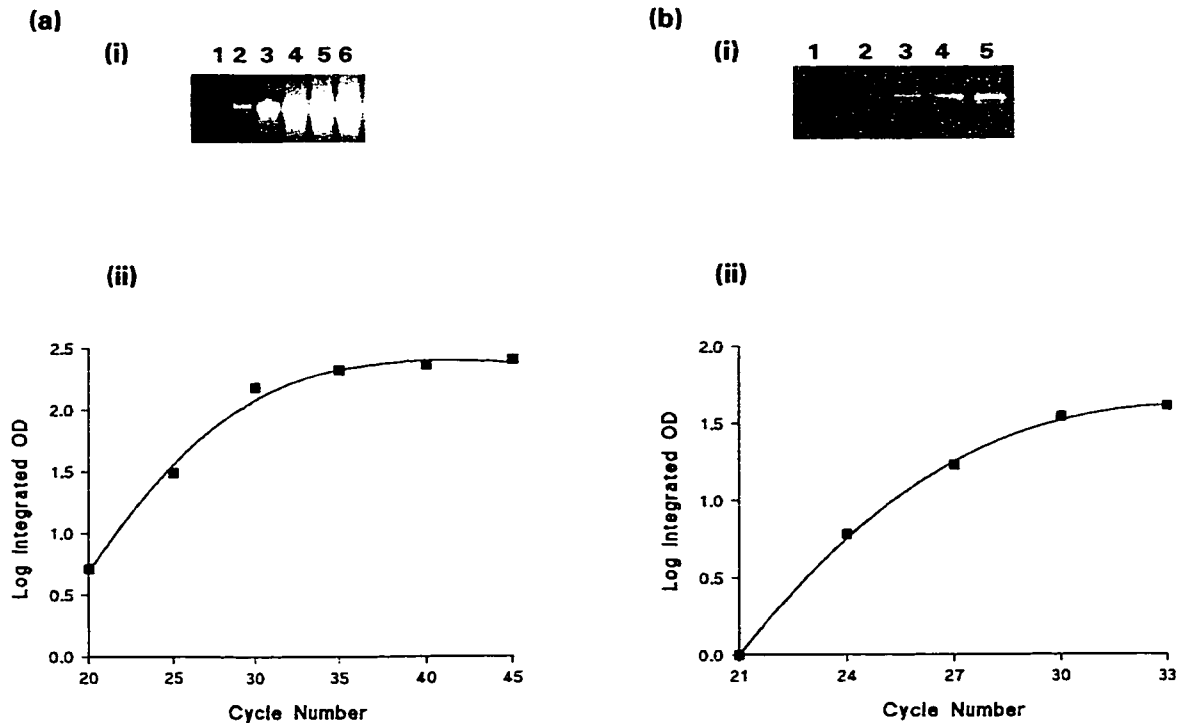 (a)
(i)
1 2 3 4 5 6
(ii)
2.5
2.0
1.5
1.0
0.5
0.0
Log Integrated OD
20 25 30 35 40 45
Cycle Number
(b)
(i)
1 2 3 4 5
(ii)
2.0
1.5
1.0
0.5
0.0
Log Integrated OD
21 24 27 30 33
Cycle Number